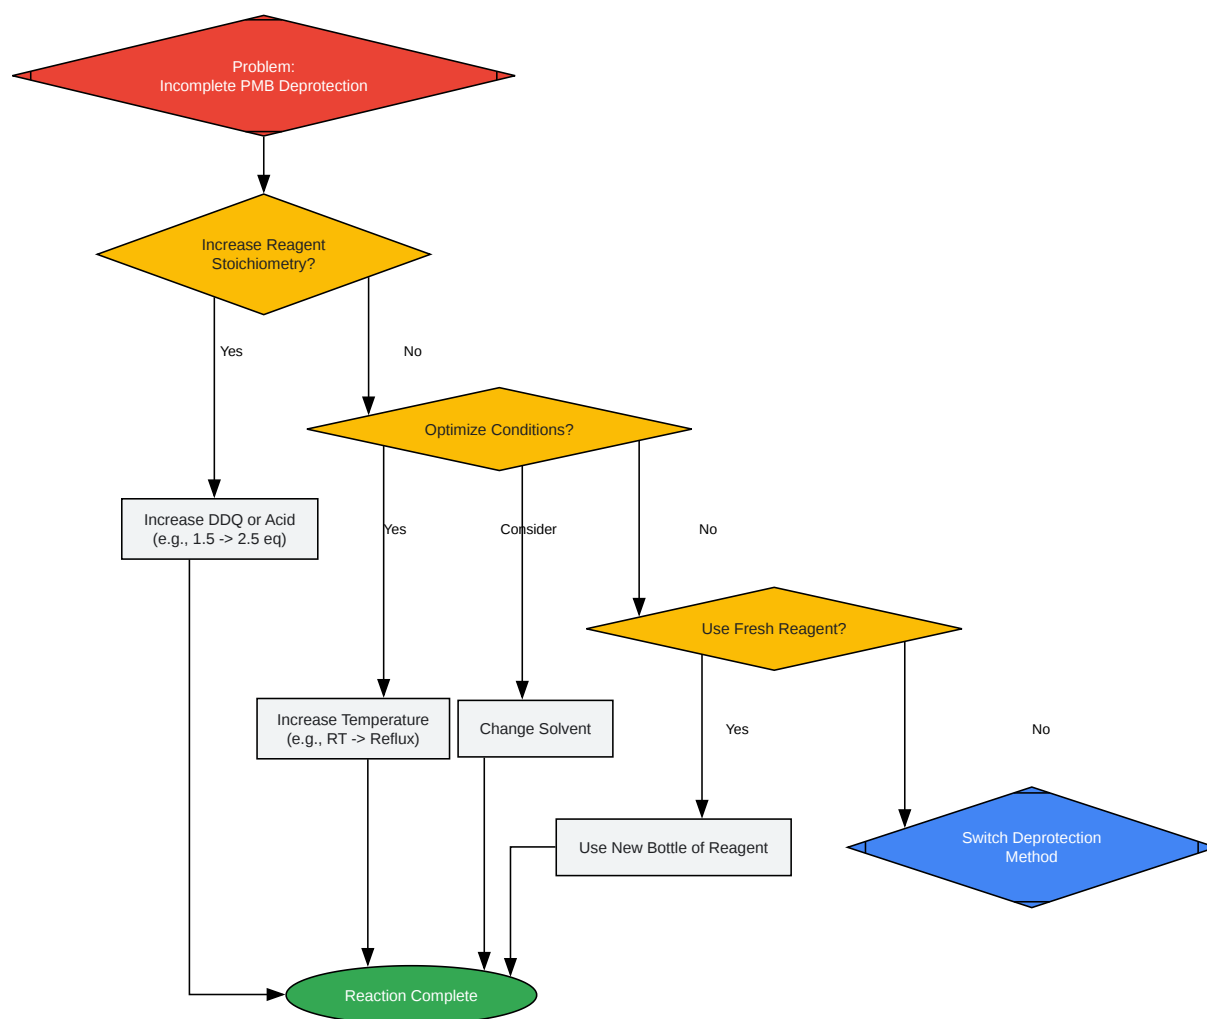 Problem:
Incomplete PMB Deprotection
Increase Reagent
Stoichiometry?
Yes
No
Optimize Conditions?
Increase DDQ or Acid
(e.g., 1.5 -> 2.5 eq)
Yes
Consider
No
Use Fresh Reagent?
Increase Temperature
(e.g., RT -> Reflux)
Change Solvent
Yes
No
Use New Bottle of Reagent
Switch Deprotection
Method
Reaction Complete